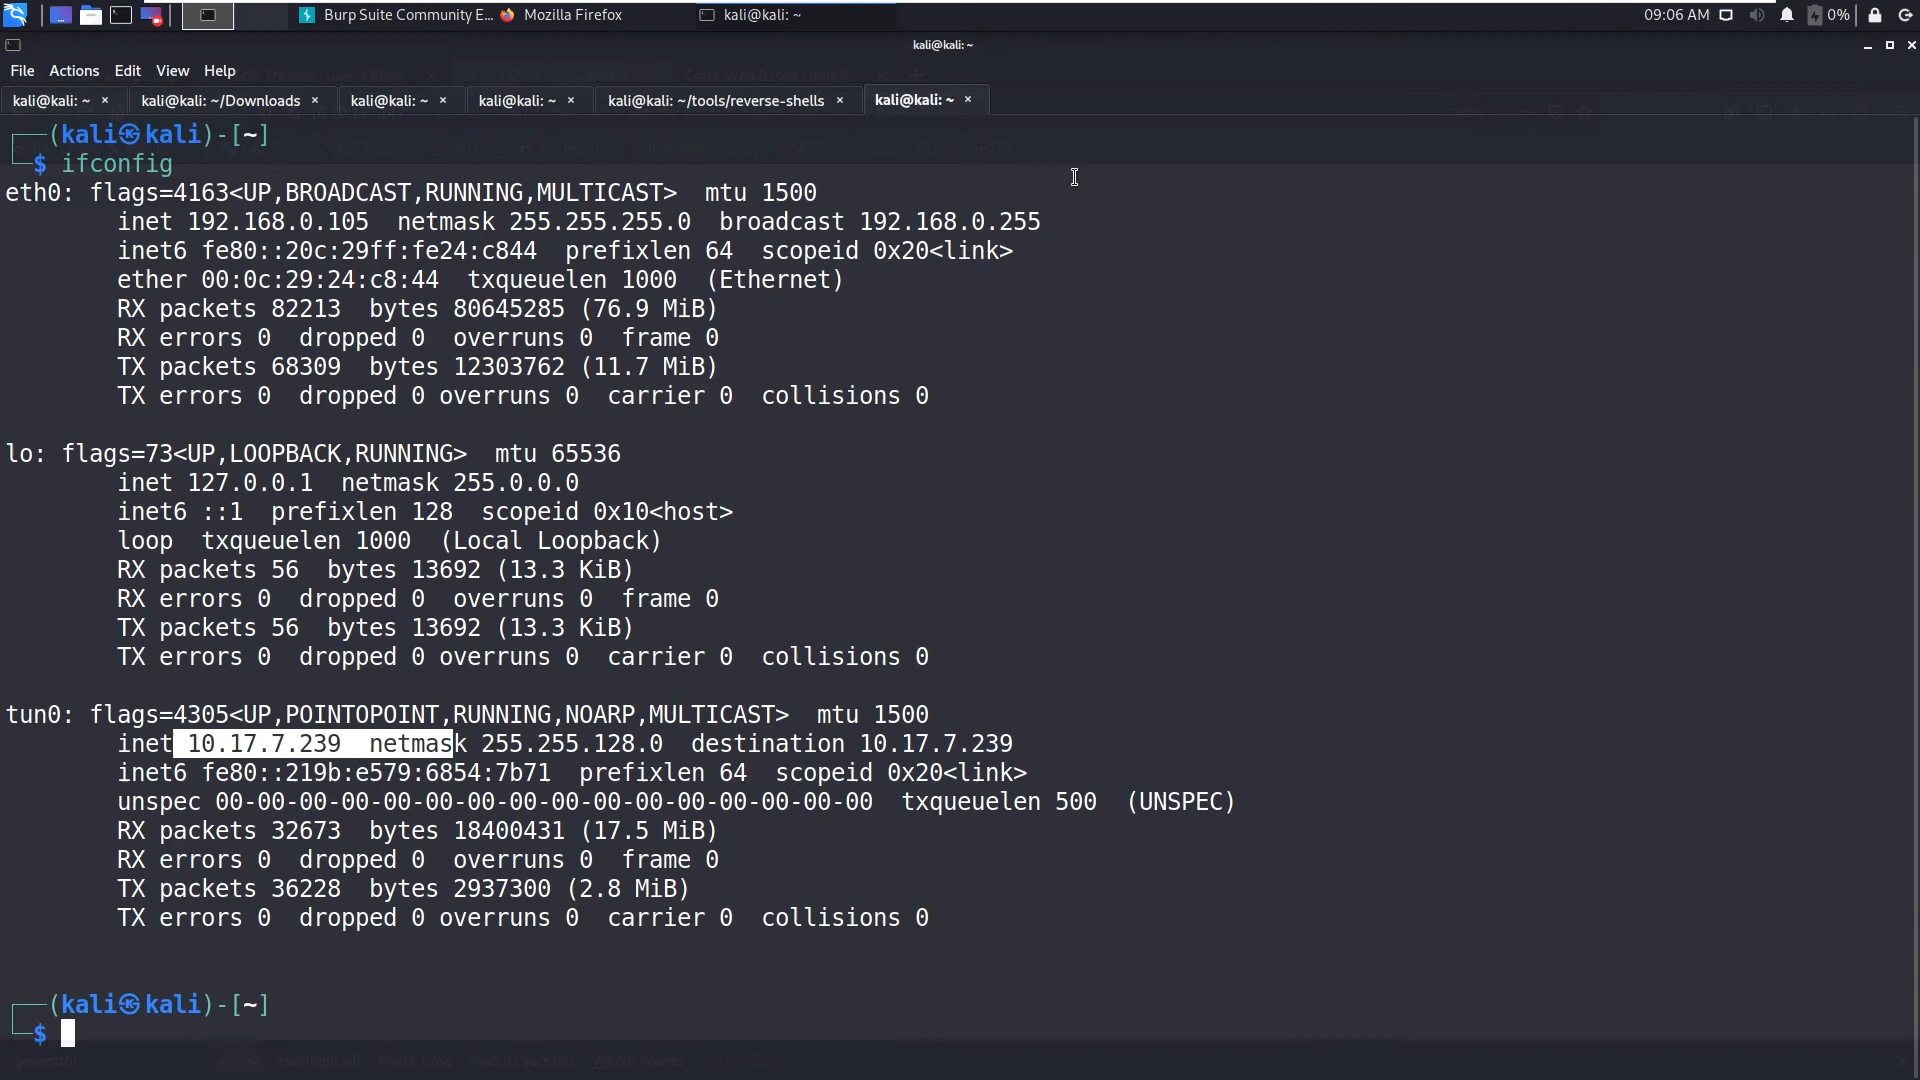 Burp Suite Community E...
Mozilla Firefox
kali@kali: ~
09:06 AM
0%
kali@kali: ~
File Actions Edit View Help
kali@kali: ~ ×
kali@kali: ~/Downloads ×
kali@kali: ~ ×
kali@kali: ~ ×
kali@kali: ~/tools/reverse-shells ×
kali@kali: ~ ×
┌──(kali㉿kali)-[~]
└─$ ifconfig
eth0: flags=4163<UP,BROADCAST,RUNNING,MULTICAST>  mtu 1500
        inet 192.168.0.105  netmask 255.255.255.0  broadcast 192.168.0.255
        inet6 fe80::20c:29ff:fe24:c844  prefixlen 64  scopeid 0x20<link>
        ether 00:0c:29:24:c8:44  txqueuelen 1000  (Ethernet)
        RX packets 82213  bytes 80645285 (76.9 MiB)
        RX errors 0  dropped 0  overruns 0  frame 0
        TX packets 68309  bytes 12303762 (11.7 MiB)
        TX errors 0  dropped 0 overruns 0  carrier 0  collisions 0
lo: flags=73<UP,LOOPBACK,RUNNING>  mtu 65536
        inet 127.0.0.1  netmask 255.0.0.0
        inet6 ::1  prefixlen 128  scopeid 0x10<host>
        loop  txqueuelen 1000  (Local Loopback)
        RX packets 56  bytes 13692 (13.3 KiB)
        RX errors 0  dropped 0  overruns 0  frame 0
        TX packets 56  bytes 13692 (13.3 KiB)
        TX errors 0  dropped 0 overruns 0  carrier 0  collisions 0
tun0: flags=4305<UP,POINTOPOINT,RUNNING,NOARP,MULTICAST>  mtu 1500
        inet 10.17.7.239  netmask 255.255.128.0  destination 10.17.7.239
        inet6 fe80::219b:e579:6854:7b71  prefixlen 64  scopeid 0x20<link>
        unspec 00-00-00-00-00-00-00-00-00-00-00-00-00-00-00-00  txqueuelen 500  (UNSPEC)
        RX packets 32673  bytes 18400431 (17.5 MiB)
        RX errors 0  dropped 0  overruns 0  frame 0
        TX packets 36228  bytes 2937300 (2.8 MiB)
        TX errors 0  dropped 0 overruns 0  carrier 0  collisions 0
┌──(kali㉿kali)-[~]
└─$
generator
Highlight All Match Case Match Diacritics Whole Words